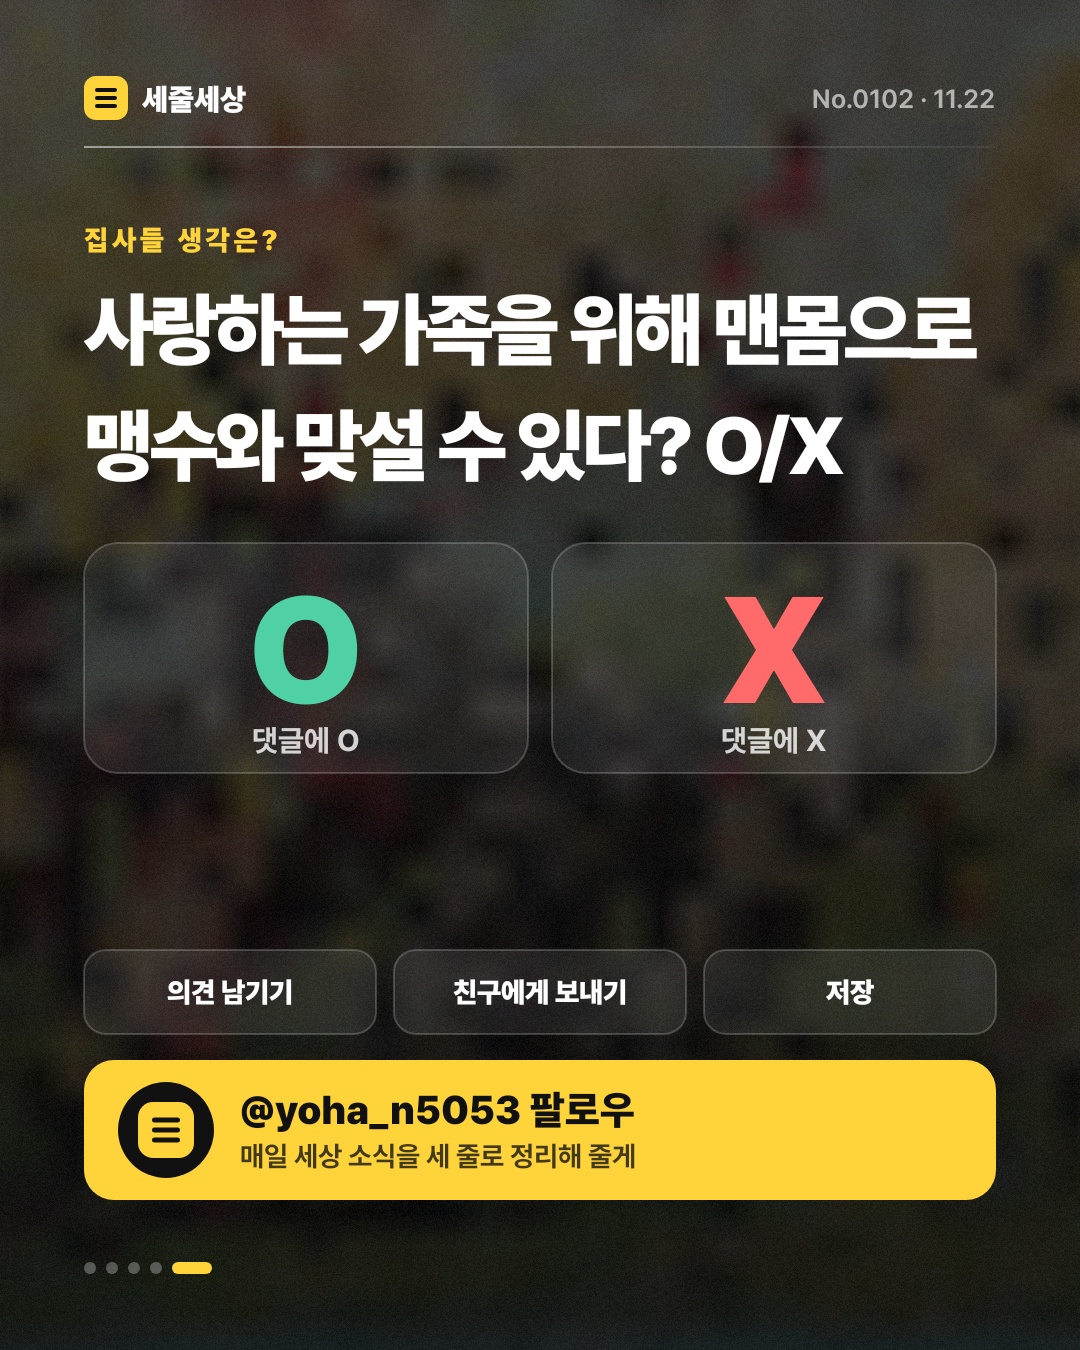 세줄세상
No.0102 · 11.22
집사들 생각은?
사랑하는 가족을 위해 맨몸으로
맹수와 맞설 수 있다? O/X
O
댓글에 O
X
댓글에 X
의견 남기기
친구에게 보내기
저장
@yoha_n5053 팔로우
매일 세상 소식을 세 줄로 정리해 줄게